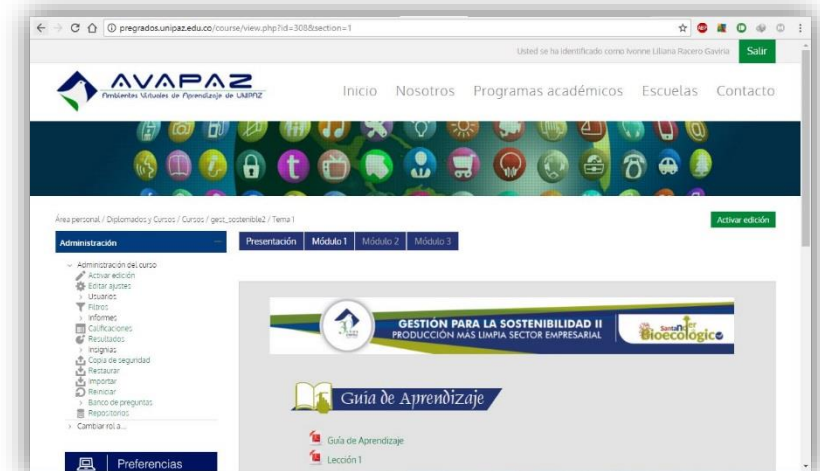 pregrados.unipaz.edu.co/course/view.php?id=308&section=1
Usted se ha identificado como Ivonne Liliana Racero Gaviria Salir
AVAPAZ
Ambientes Virtuales de Aprendizaje de UNIPAZ
Inicio Nosotros Programas académicos Escuelas Contacto
Área personal / Diplomados y Cursos / Cursos / gest_sostenible2 / Tema 1
Activar edición
Administración
Presentación Módulo 1 Módulo 2 Módulo 3
Administración del curso
Activar edición
Editar ajustes
Usuarios
Filtros
Informes
Calificaciones
Resultados
Insignias
Copia de seguridad
Restaurar
Importar
Reiniciar
Banco de preguntas
Repositorios
Cambiar rol a...
Preferencias
GESTIÓN PARA LA SOSTENIBILIDAD II
PRODUCCIÓN MÁS LIMPIA SECTOR EMPRESARIAL
Santander
Bioecológico
Guía de Aprendizaje
Guía de Aprendizaje
Lección 1